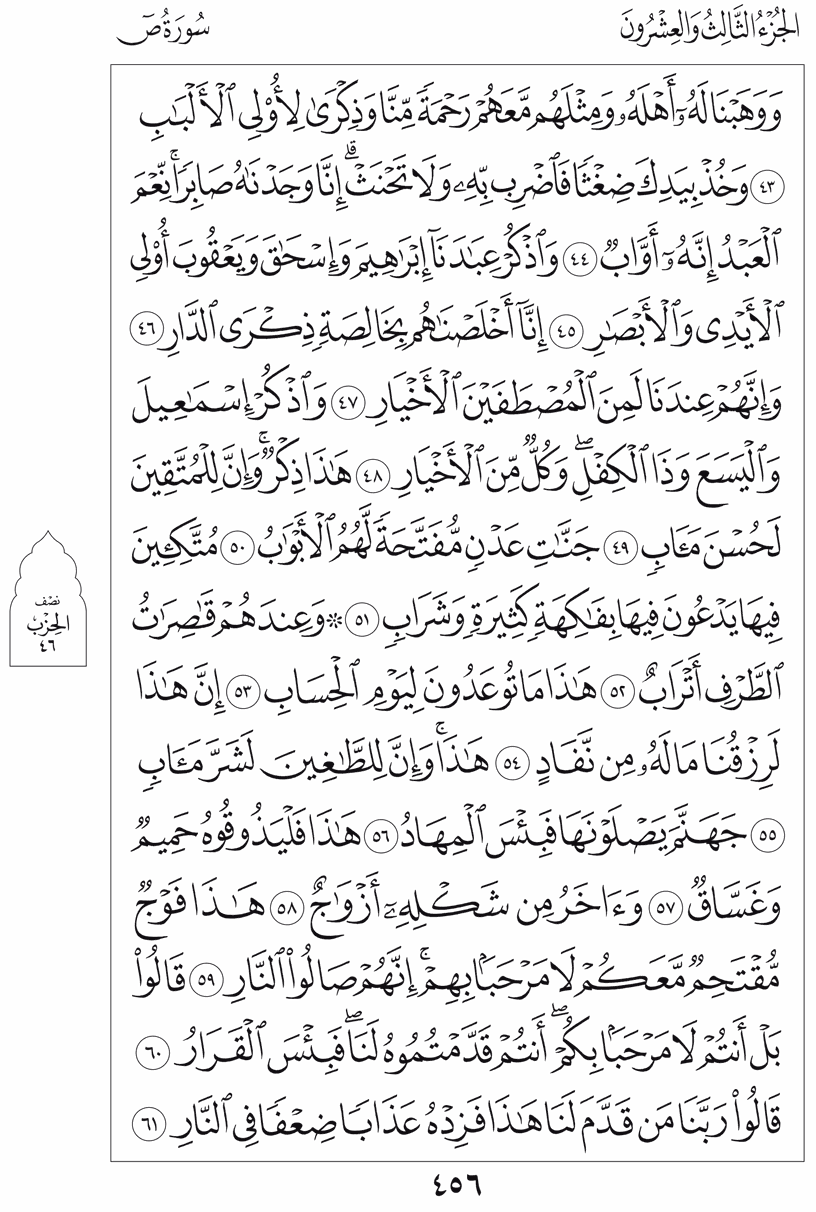 الجُزْءُ الثَّالِثُ وَالعِشْرُونَ
سُورَةُ صٓ
وَوَهَبْنَا لَهُۥٓ أَهْلَهُۥ وَمِثْلَهُم مَّعَهُمْ رَحْمَةً مِّنَّا وَذِكْرَىٰ لِأُو۟لِى ٱلْأَلْبَٰبِ
٤٣ وَخُذْ بِيَدِكَ ضِغْثًا فَٱضْرِب بِّهِۦ وَلَا تَحْنَثْ ۗ إِنَّا وَجَدْنَٰهُ صَابِرًا ۚ نِّعْمَ
ٱلْعَبْدُ إِنَّهُۥٓ أَوَّابٌ ٤٤ وَٱذْكُرْ عِبَٰدَنَآ إِبْرَٰهِيمَ وَإِسْحَٰقَ وَيَعْقُوبَ أُو۟لِى
ٱلْأَيْدِى وَٱلْأَبْصَٰرِ ٤٥ إِنَّآ أَخْلَصْنَٰهُم بِخَالِصَةٍ ذِكْرَى ٱلدَّارِ ٤٦
وَإِنَّهُمْ عِندَنَا لَمِنَ ٱلْمُصْطَفَيْنَ ٱلْأَخْيَارِ ٤٧ وَٱذْكُرْ إِسْمَٰعِيلَ
وَٱلْيَسَعَ وَذَا ٱلْكِفْلِ ۖ وَكُلٌّ مِّنَ ٱلْأَخْيَارِ ٤٨ هَٰذَا ذِكْرٌ ۚ وَإِنَّ لِلْمُتَّقِينَ
لَحُسْنَ مَـَٔابٍ ٤٩ جَنَّٰتِ عَدْنٍ مُّفَتَّحَةً لَّهُمُ ٱلْأَبْوَٰبُ ٥٠ مُتَّكِـِٔينَ
فِيهَا يَدْعُونَ فِيهَا بِفَٰكِهَةٍ كَثِيرَةٍ وَشَرَابٍ ٥١ ۞ وَعِندَهُمْ قَٰصِرَٰتُ
ٱلطَّرْفِ أَتْرَابٌ ٥٢ هَٰذَا مَا تُوعَدُونَ لِيَوْمِ ٱلْحِسَابِ ٥٣ إِنَّ هَٰذَا
لَرِزْقُنَا مَا لَهُۥ مِن نَّفَادٍ ٥٤ هَٰذَا ۚ وَإِنَّ لِلطَّٰغِينَ لَشَرَّ مَـَٔابٍ
٥٥ جَهَنَّمَ يَصْلَوْنَهَا فَبِئْسَ ٱلْمِهَادُ ٥٦ هَٰذَا فَلْيَذُوقُوهُ حَمِيمٌ
وَغَسَّاقٌ ٥٧ وَءَاخَرُ مِن شَكْلِهِۦٓ أَزْوَٰجٌ ٥٨ هَٰذَا فَوْجٌ
مُّقْتَحِمٌ مَّعَكُمْ لَا مَرْحَبًۢا بِهِمْ ۚ إِنَّهُمْ صَالُوا۟ ٱلنَّارِ ٥٩ قَالُوا۟
بَلْ أَنتُمْ لَا مَرْحَبًۢا بِكُمْ ۖ أَنتُمْ قَدَّمْتُمُوهُ لَنَا ۖ فَبِئْسَ ٱلْقَرَارُ ٦٠
قَالُوا۟ رَبَّنَا مَن قَدَّمَ لَنَا هَٰذَا فَزِدْهُ عَذَابًا ضِعْفًا فِى ٱلنَّارِ ٦١
نصف
الحزب
٤٦
٤٥٦